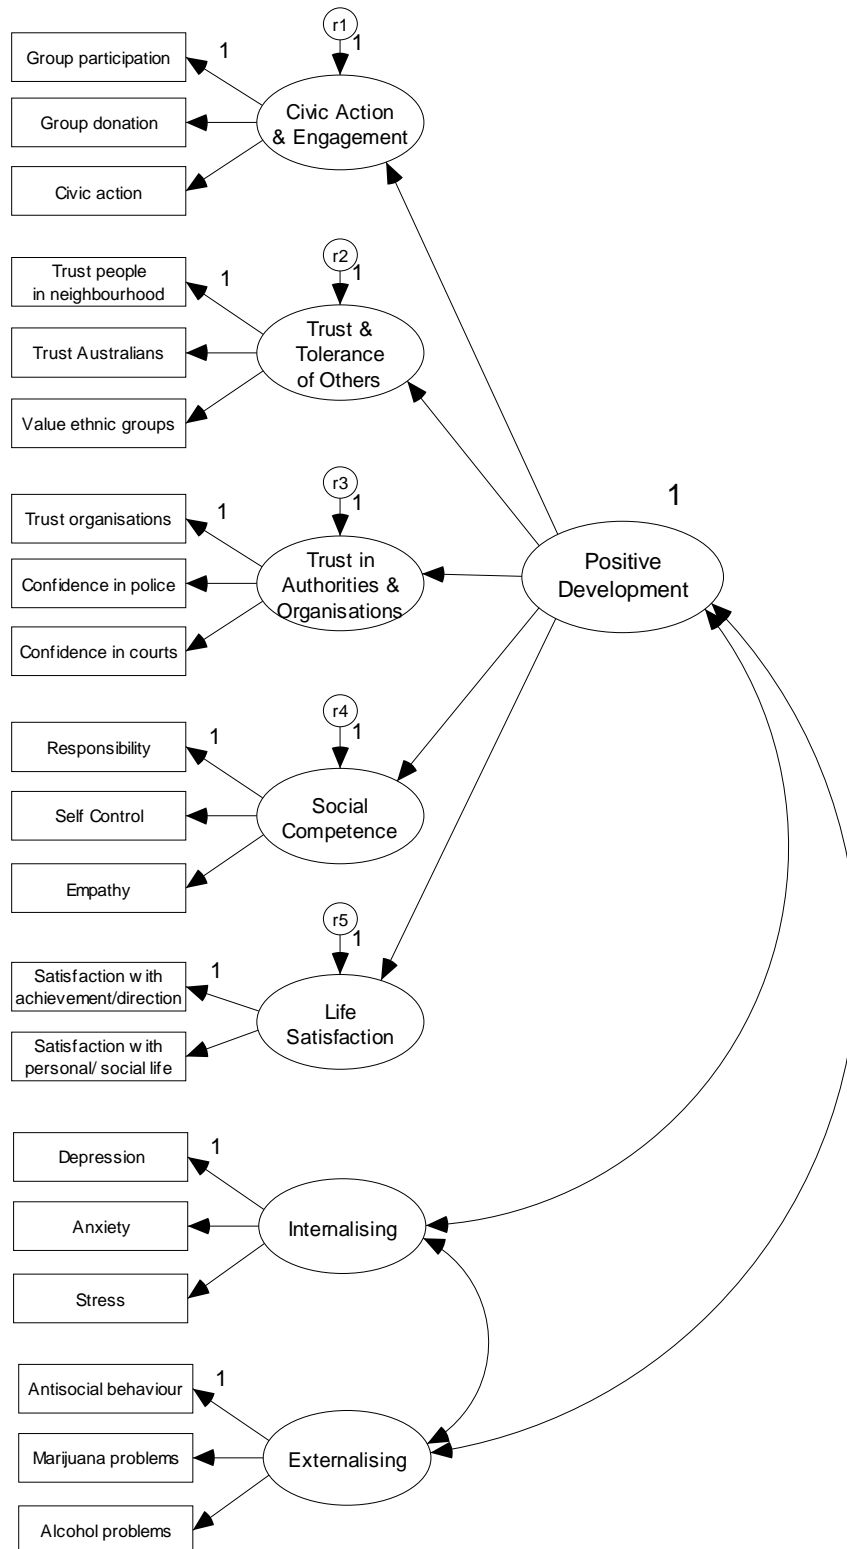 r1
1
Group participation
1
Group donation
Civic action
Civic Action
& Engagement
r2
1
Trust people
in neighbourhood
1
Trust Australians
Value ethnic groups
Trust &
Tolerance
of Others
r3
1
Trust organisations
1
Confidence in police
Confidence in courts
Trust in
Authorities &
Organisations
1
Positive
Development
r4
1
Responsibility
1
Self Control
Empathy
Social
Competence
r5
1
Satisfaction with
achievement/direction
1
Satisfaction with
personal/ social life
Life
Satisfaction
Depression
1
Anxiety
Stress
Internalising
Antisocial behaviour
1
Marijuana problems
Alcohol problems
Externalising